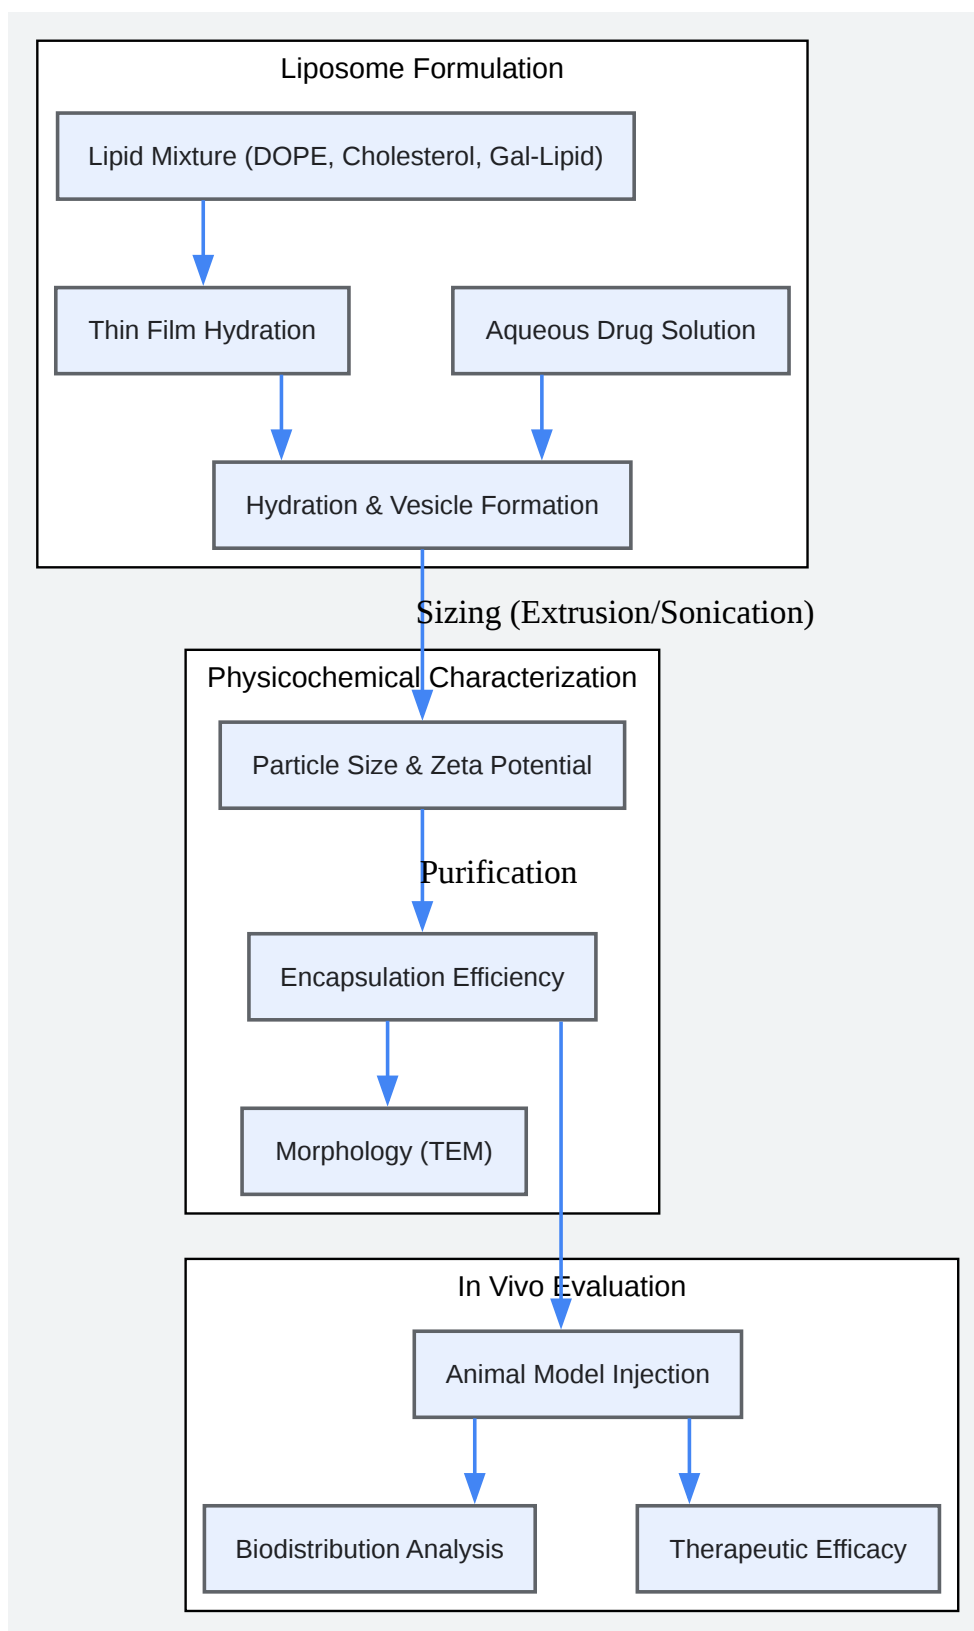 Liposome Formulation
Lipid Mixture (DOPE, Cholesterol, Gal-Lipid)
Thin Film Hydration
Aqueous Drug Solution
Hydration & Vesicle Formation
Sizing (Extrusion/Sonication)
Physicochemical Characterization
Particle Size & Zeta Potential
Purification
Encapsulation Efficiency
Morphology (TEM)
In Vivo Evaluation
Animal Model Injection
Biodistribution Analysis
Therapeutic Efficacy